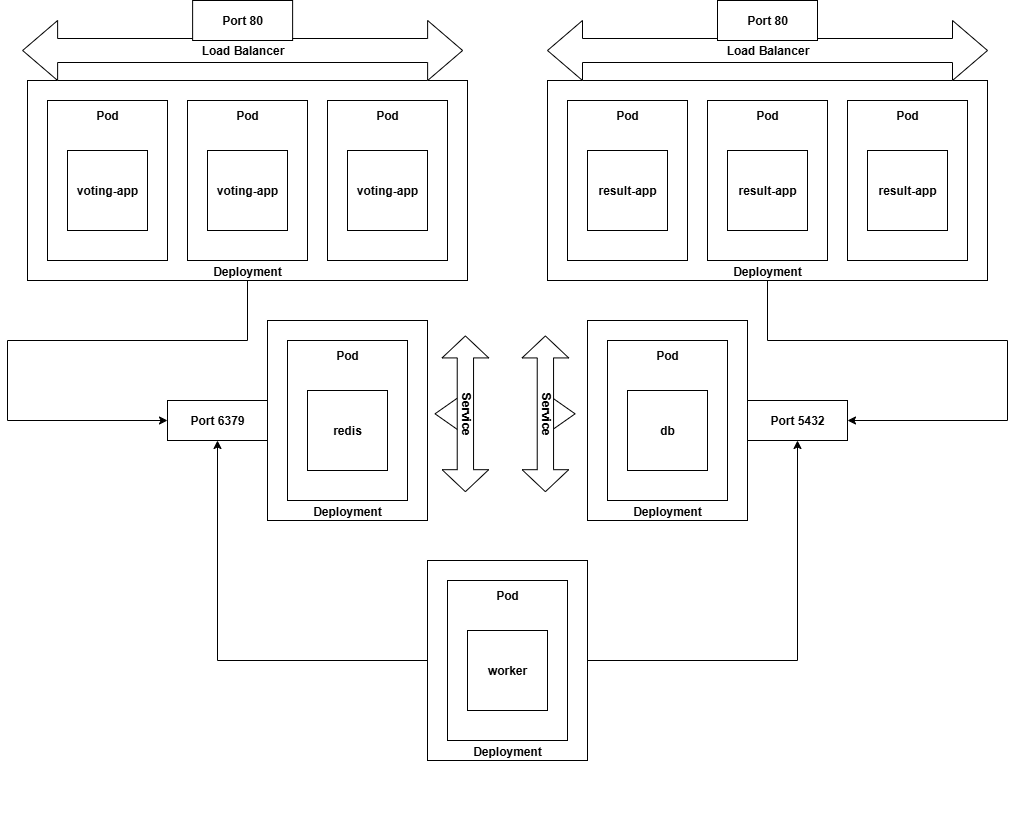 Port 80
Load Balancer
Pod
voting-app
Pod
voting-app
Pod
voting-app
Deployment
Port 80
Load Balancer
Pod
result-app
Pod
result-app
Pod
result-app
Deployment
Port 6379
Pod
redis
Deployment
Service
Service
Pod
db
Deployment
Port 5432
Pod
worker
Deployment